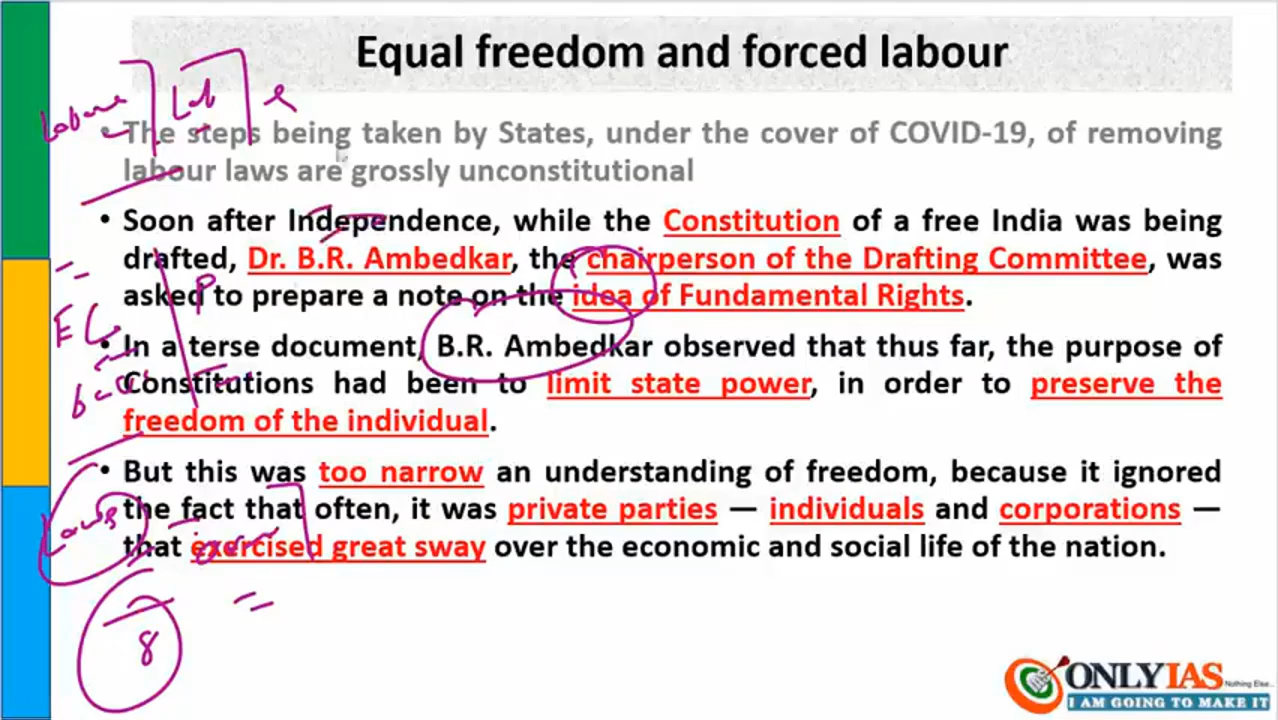 Equal freedom and forced labour
• The steps being taken by States, under the cover of COVID-19, of removing
labour laws are grossly unconstitutional
• Soon after Independence, while the Constitution of a free India was being
drafted, Dr. B.R. Ambedkar, the chairperson of the Drafting Committee, was
asked to prepare a note on the idea of Fundamental Rights.
• In a terse document, B.R. Ambedkar observed that thus far, the purpose of
Constitutions had been to limit state power, in order to preserve the
freedom of the individual.
• But this was too narrow an understanding of freedom, because it ignored
the fact that often, it was private parties — individuals and corporations —
that exercised great sway over the economic and social life of the nation.
Labour
Lab
P
8
ONLYIAS
Nothing Else...
I AM GOING TO MAKE IT